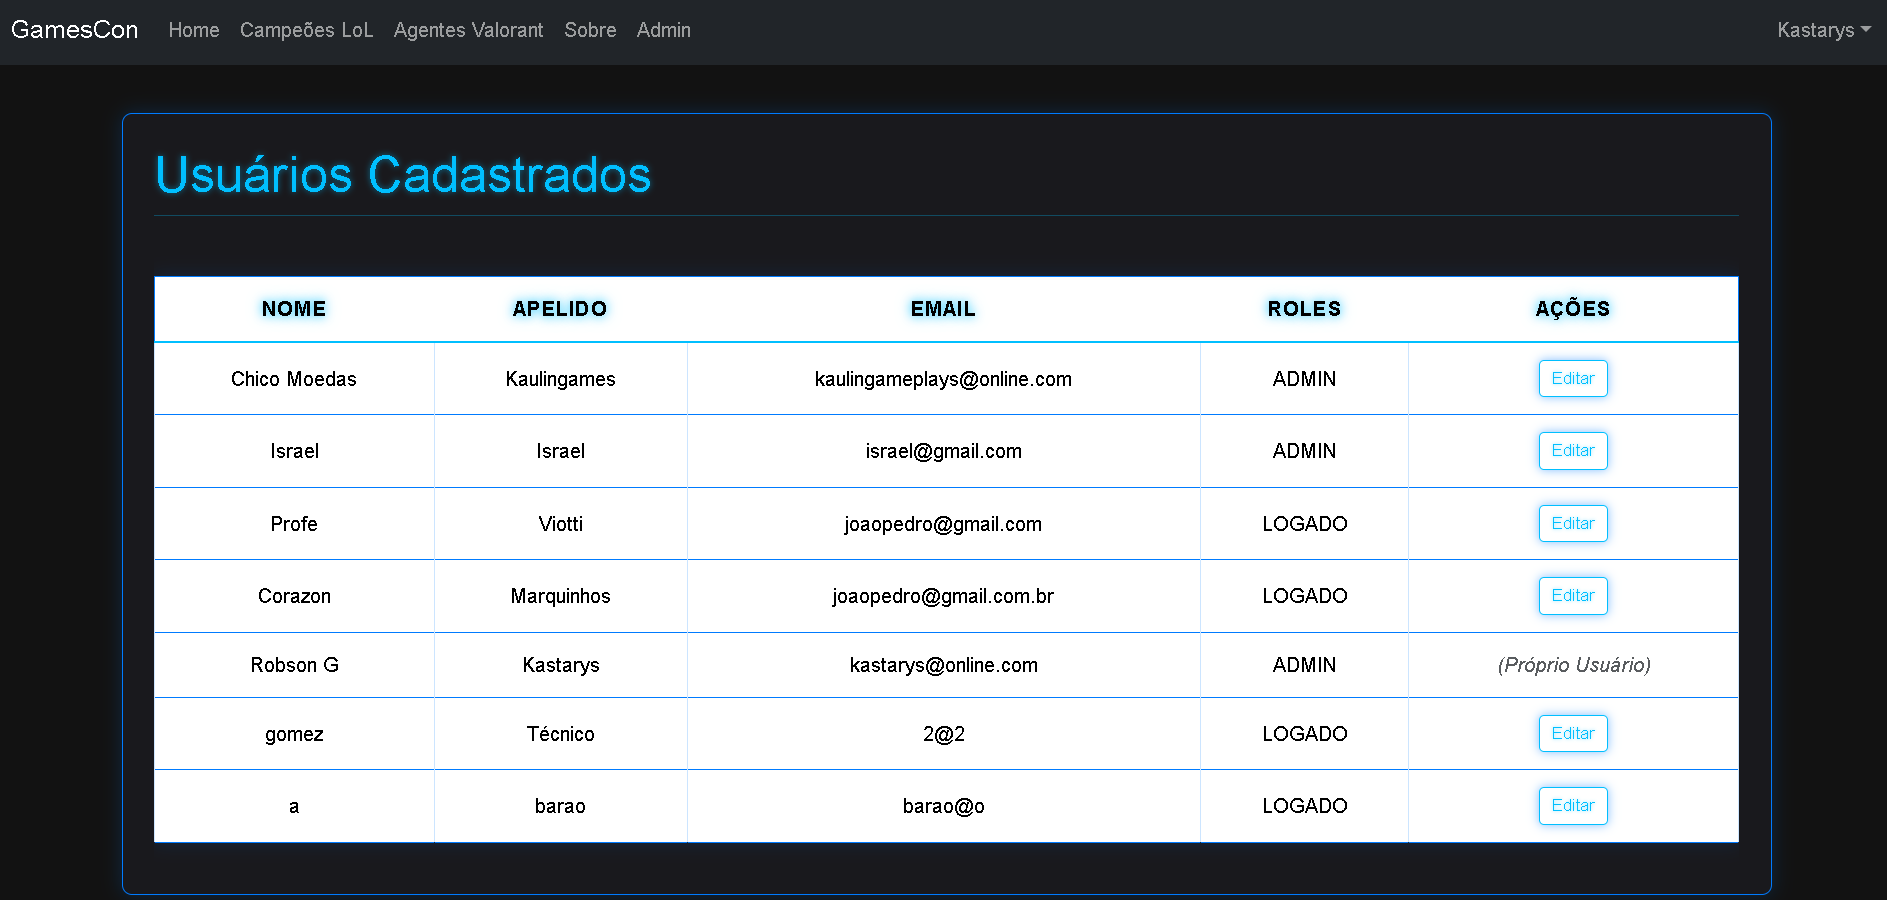 GamesCon Home Campeões LoL Agentes Valorant Sobre Admin Kastarys
Usuários Cadastrados
NOME APELIDO EMAIL ROLES AÇÕES
Chico Moedas Kaulingames kaulingameplays@online.com ADMIN Editar
Israel Israel israel@gmail.com ADMIN Editar
Profe Viotti joaopedro@gmail.com LOGADO Editar
Corazon Marquinhos joaopedro@gmail.com.br LOGADO Editar
Robson G Kastarys kastarys@online.com ADMIN (Próprio Usuário)
gomez Técnico 2@2 LOGADO Editar
a barao barao@o LOGADO Editar